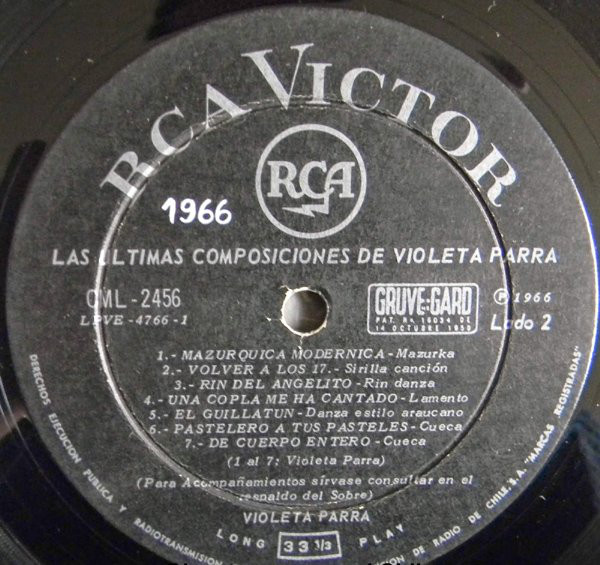 RCA VICTOR
RCA
1966
LAS ULTIMAS COMPOSICIONES DE VIOLETA PARRA
CML-2456
LPVE-4766-1
GRUVE-GARD
PAT. No. 16034 DE
14 OCTUBRE 1959
℗ 1966
Lado 2
1.- MAZURQUICA MODERNICA - Mazurka
2.- VOLVER A LOS 17.- Sirilla canción
3.- RIN DEL ANGELITO - Rin danza
4.- UNA COPLA ME HA CANTADO - Lamento
5.- EL GUILLATUN - Danza estilo araucano
6.- PASTELERO A TUS PASTELES - Cueca
7.- DE CUERPO ENTERO - Cueca
(1 al 7: Violeta Parra)
(Para Acompañamientos sírvase consultar en el
respaldo del Sobre)
VIOLETA PARRA
LONG 33 1/3 PLAY
DERECHOS EJECUCION PUBLICA Y RADIOTRANSMISION
DE RADIO DE CHILE, S.A. "MARCAS REGISTRADAS"